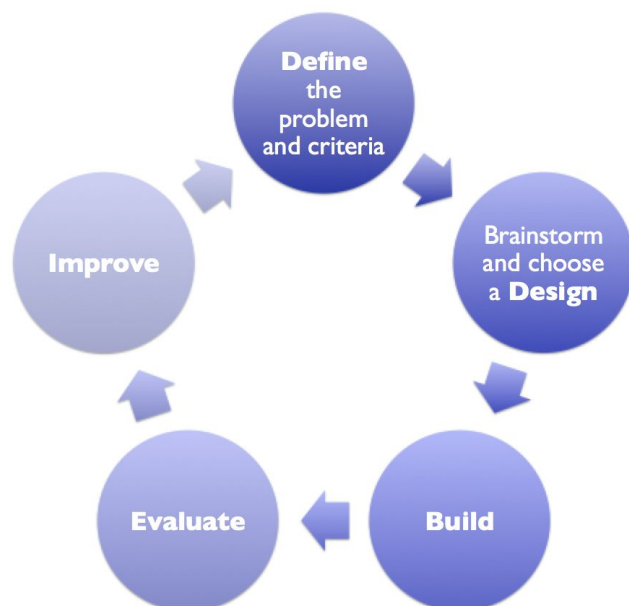 Define
the
problem
and criteria
Brainstorm
and choose
a Design
Build
Evaluate
Improve